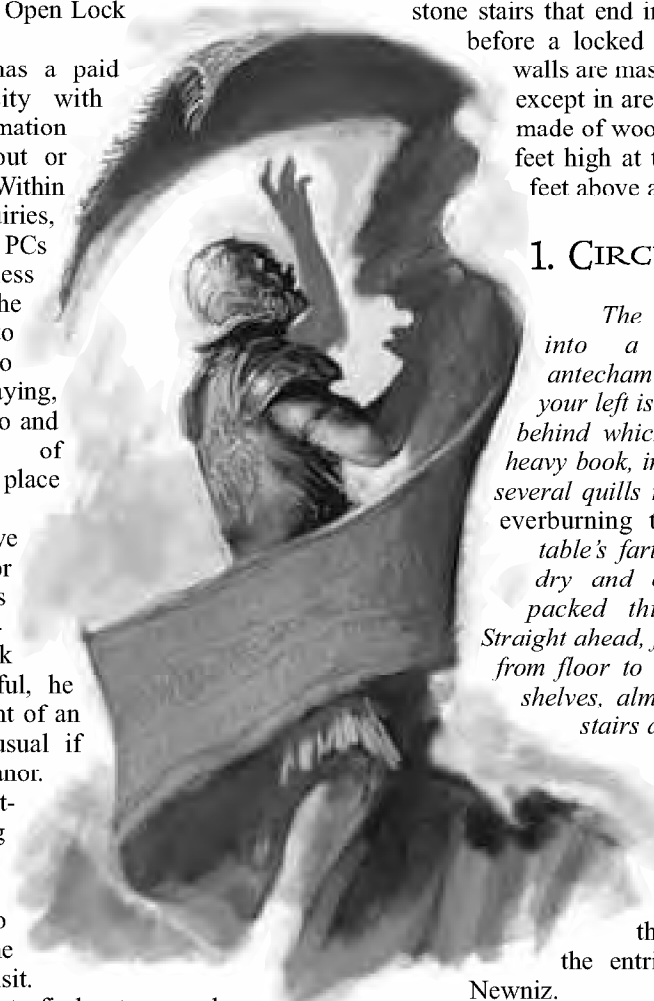 Open Lock
has a paid
sity with
mation
out or
Within
iries,
PCs
ess
he
to
o
aying,
o and
of
place
ve
or
s
-
k
ful, he
nt of an
usual if
anor.
t-
g
o
ne
sit.
stone stairs that end in
before a locked
walls are mas
except in are
made of woo
feet high at t
feet above a
1. CIRC
The
into a
antecham
your left is
behind which
heavy book, in
several quills
everburning t
table's fart
dry and
packed thi
Straight ahead,
from floor to
shelves, alm
stairs a
th
the entri
Newniz.